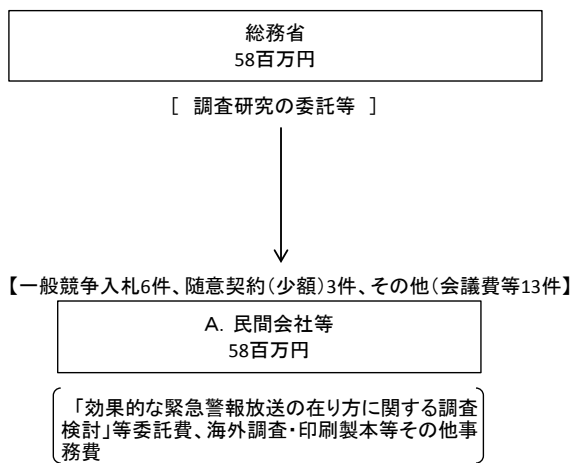 総務省
58百万円
[ 調査研究の委託等 ]
【一般競争入札6件、随意契約(少額)3件、その他(会議費等13件】
A. 民間会社等
58百万円
「効果的な緊急警報放送の在り方に関する調査
検討」等委託費、海外調査・印刷製本等その他事
務費